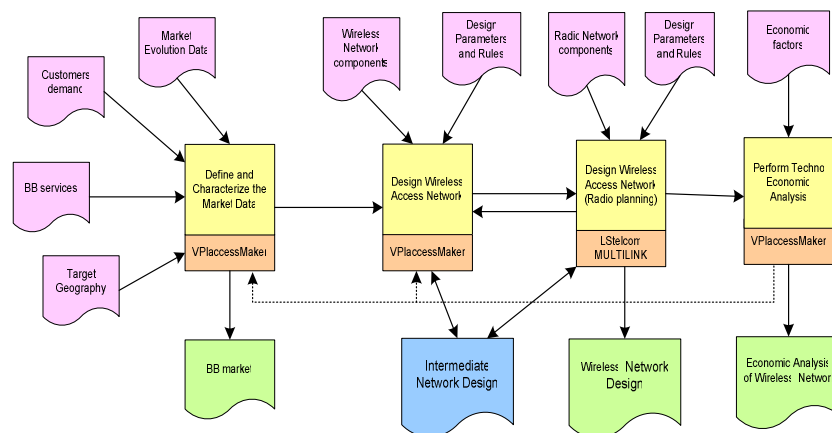 Market
Evolution Data
Wireless
Network
components
Design
Parameters
and Rules
Radio Network
components
Design
Parameters
and Rules
Economic
factors
Customers
demand
BB services
Target
Geography
Define and
Characterize the
Market Data
VPIaccessMaker
Design Wireless
Access Network
VPIaccessMaker
Design Wireless
Access Network
(Radio planning)
LStelcom
MULTILINK
Perform Techno
Economic
Analysis
VPIaccessMaker
BB market
Intermediate
Network Design
Wireless Network
Design
Economic Analysis
of Wireless Network